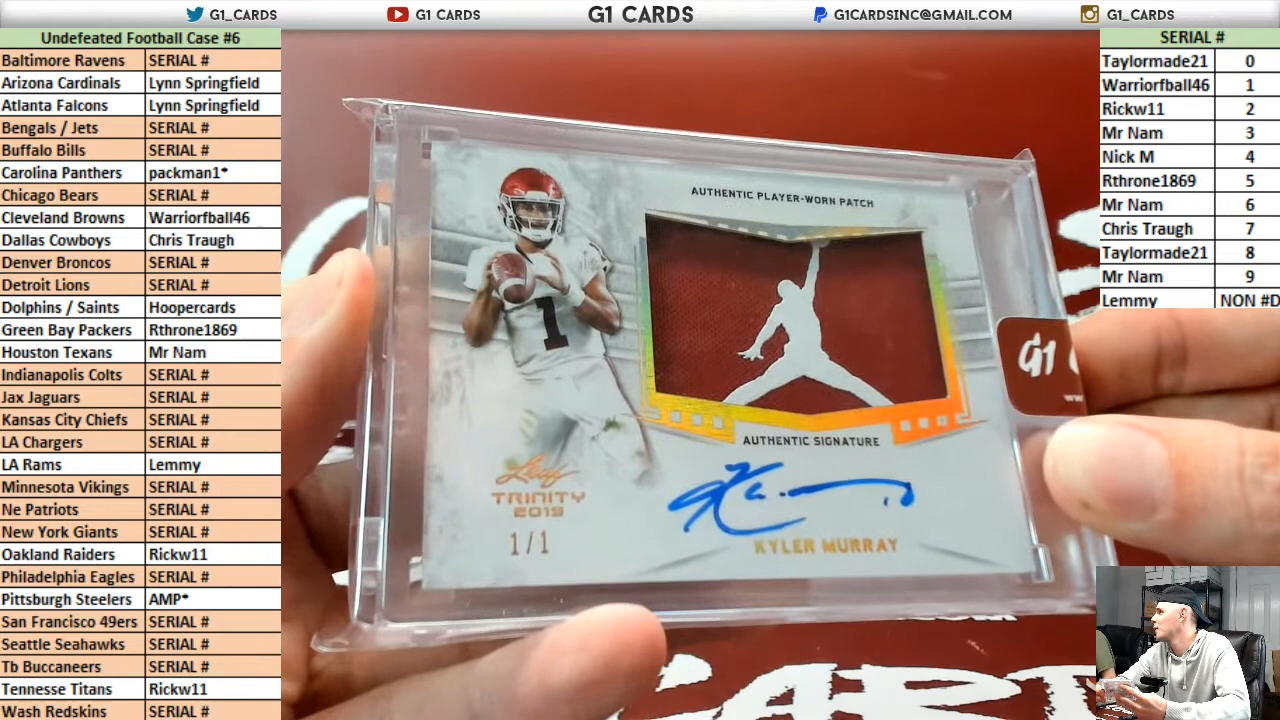 G1_CARDS
G1 CARDS
G1 CARDS
G1CARDSINC@GMAIL.COM
G1_CARDS
Undefeated Football Case #6
Baltimore Ravens SERIAL #
Arizona Cardinals Lynn Springfield
Atlanta Falcons Lynn Springfield
Bengals / Jets SERIAL #
Buffalo Bills SERIAL #
Carolina Panthers packman1*
Chicago Bears SERIAL #
Cleveland Browns Warriorfball46
Dallas Cowboys Chris Traugh
Denver Broncos SERIAL #
Detroit Lions SERIAL #
Dolphins / Saints Hoopercards
Green Bay Packers Rthrone1869
Houston Texans Mr Nam
Indianapolis Colts SERIAL #
Jax Jaguars SERIAL #
Kansas City Chiefs SERIAL #
LA Chargers SERIAL #
LA Rams Lemmy
Minnesota Vikings SERIAL #
Ne Patriots SERIAL #
New York Giants SERIAL #
Oakland Raiders Rickw11
Philadelphia Eagles SERIAL #
Pittsburgh Steelers AMP*
San Francisco 49ers SERIAL #
Seattle Seahawks SERIAL #
Tb Buccaneers SERIAL #
Tennesse Titans Rickw11
Wash Redskins SERIAL #
AUTHENTIC PLAYER-WORN PATCH
1
AUTHENTIC SIGNATURE
Leaf
TRINITY
2019
1/1
KYLER MURRAY
G1
CARD
SERIAL #
Taylormade21 0
Warriorfball46 1
Rickw11 2
Mr Nam 3
Nick M 4
Rthrone1869 5
Mr Nam 6
Chris Traugh 7
Taylormade21 8
Mr Nam 9
Lemmy NON #D